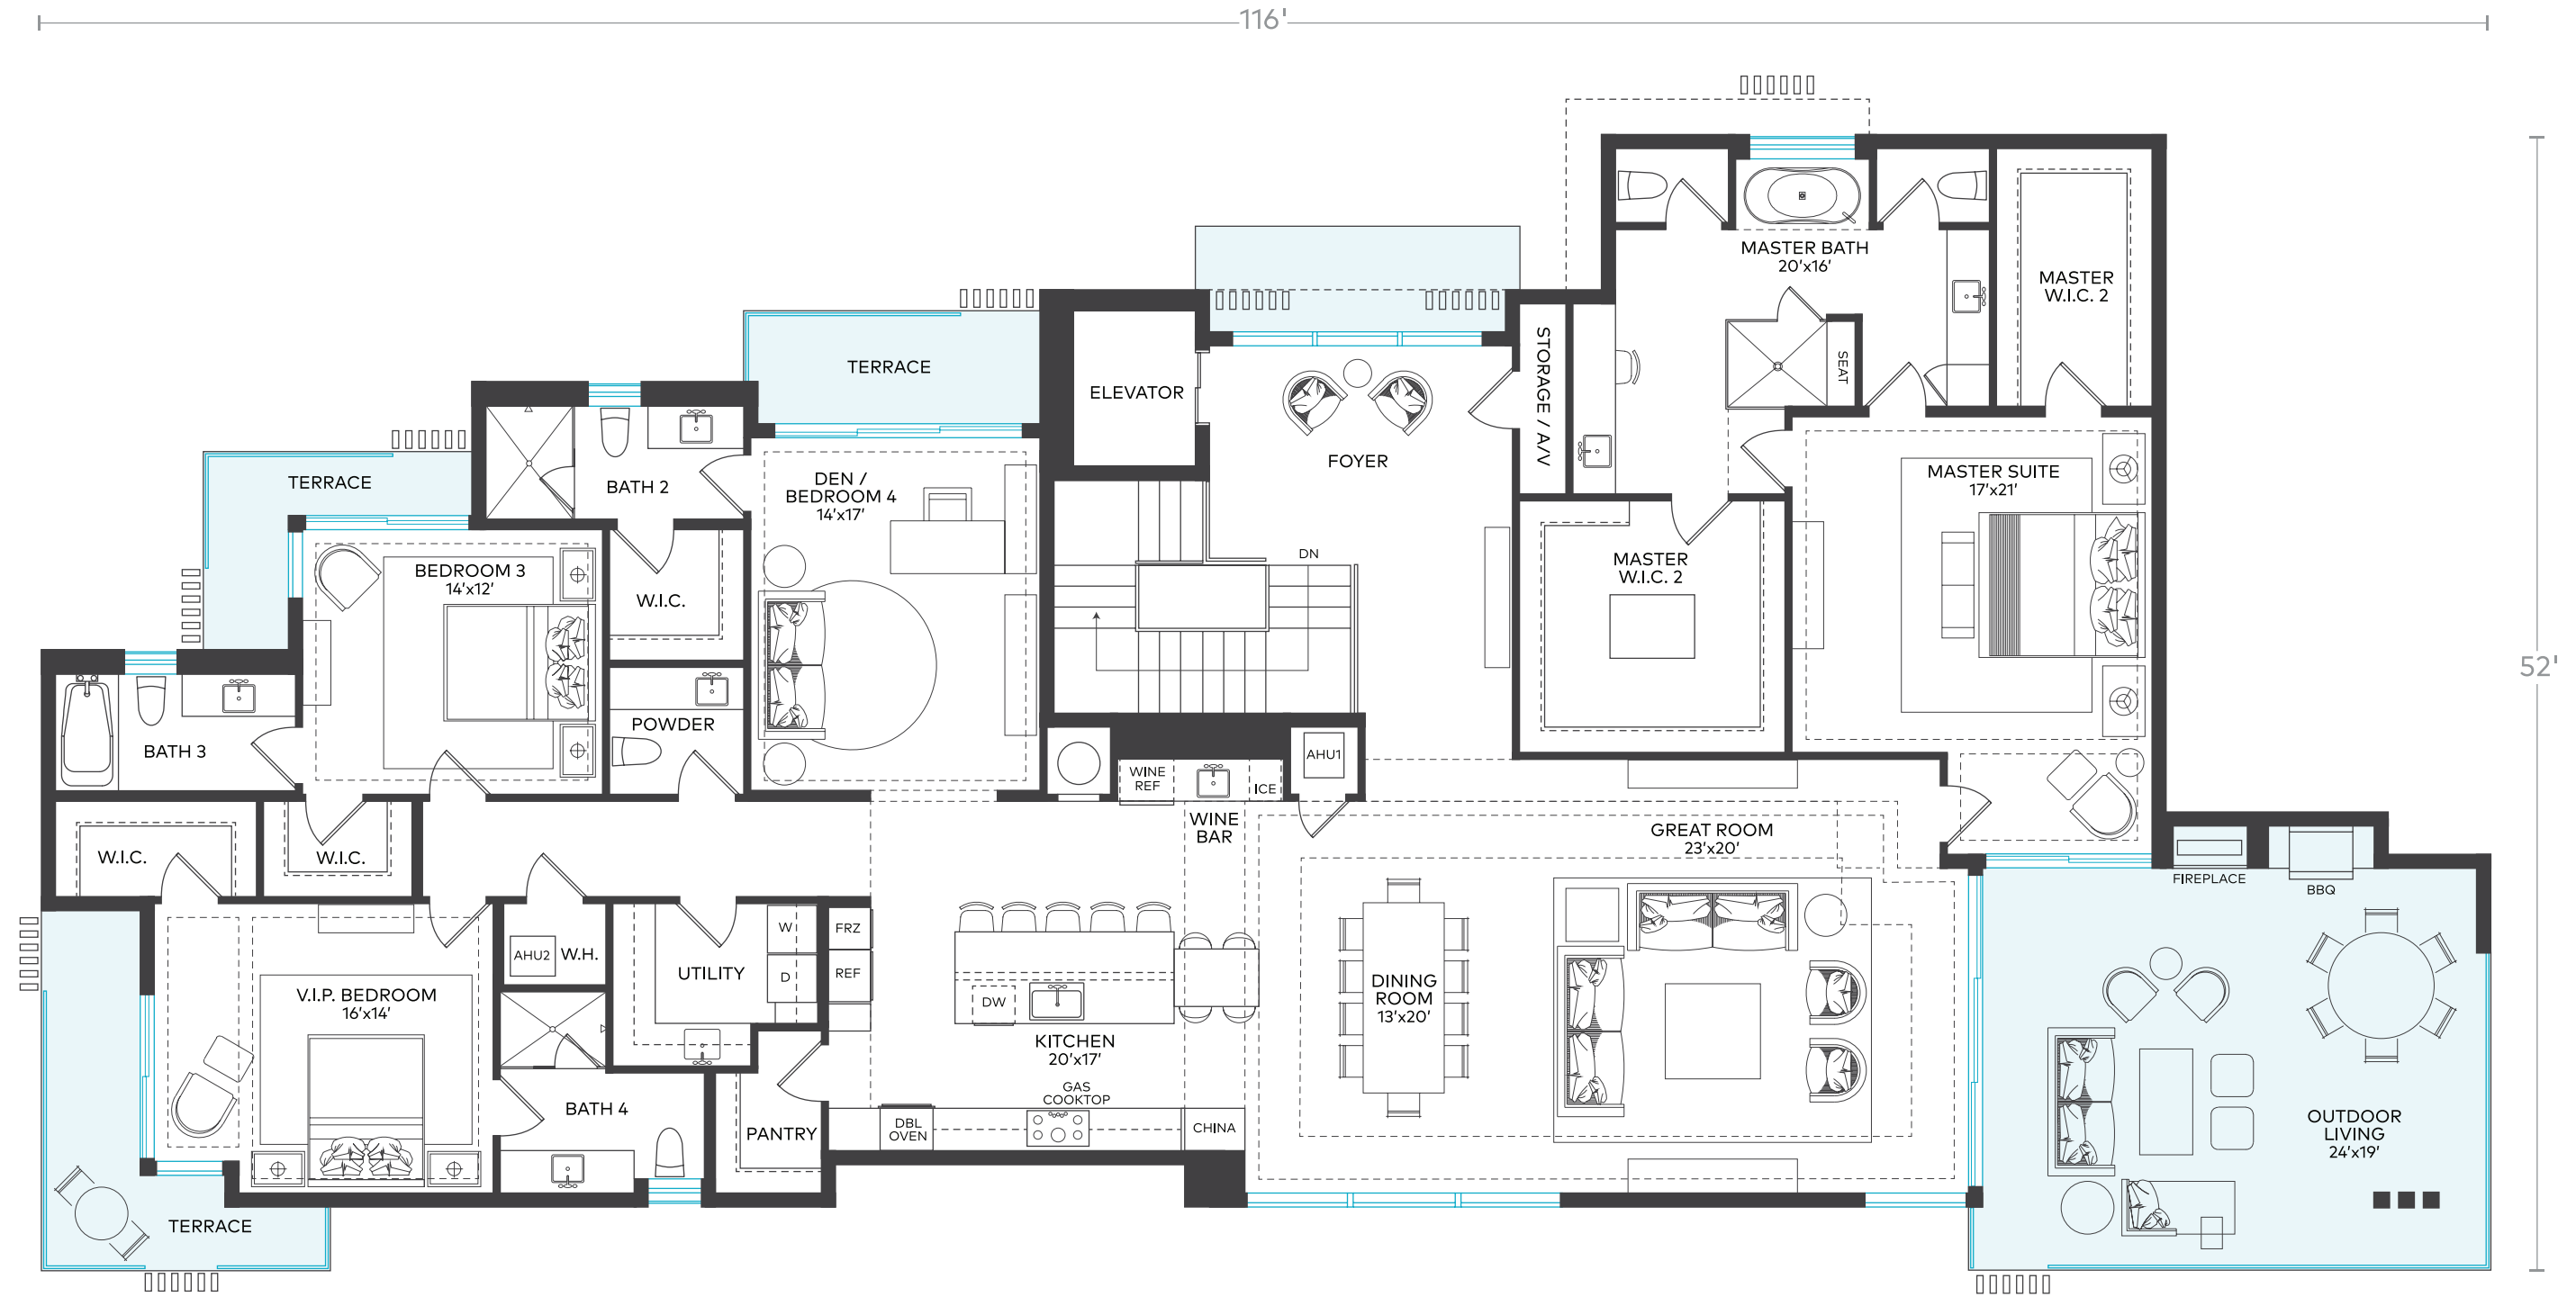 116'
MASTER BATH
20'x16'
MASTER
W.I.C. 2
STORAGE / A/V
SEAT
TERRACE
ELEVATOR
FOYER
TERRACE
BATH 2
DEN /
BEDROOM 4
14'x17'
MASTER SUITE
17'x21'
DN
BEDROOM 3
14'x12'
W.I.C.
MASTER
W.I.C. 2
52'
BATH 3
POWDER
WINE
REF
ICE
AHU1
WINE
BAR
GREAT ROOM
23'x20'
W.I.C.
W.I.C.
FIREPLACE
BBQ
W
FRZ
AHU2
W.H.
UTILITY
D
REF
V.I.P. BEDROOM
16'x14'
DW
DINING
ROOM
13'x20'
KITCHEN
20'x17'
GAS
COOKTOP
BATH 4
PANTRY
DBL
OVEN
CHINA
OUTDOOR
LIVING
24'x19'
TERRACE